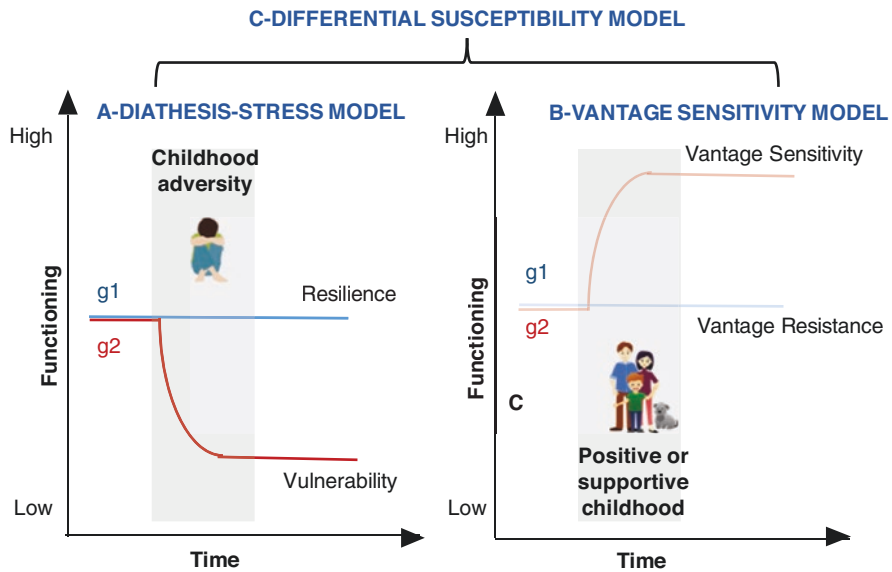 C-DIFFERENTIAL SUSCEPTIBILITY MODEL
A-DIATHESIS-STRESS MODEL
High
Childhood
adversity
g1
Resilience
g2
Functioning
Vulnerability
Low
Time
B-VANTAGE SENSITIVITY MODEL
High
Vantage Sensitivity
g1
g2
Vantage Resistance
Functioning
C
Positive or
supportive
childhood
Low
Time